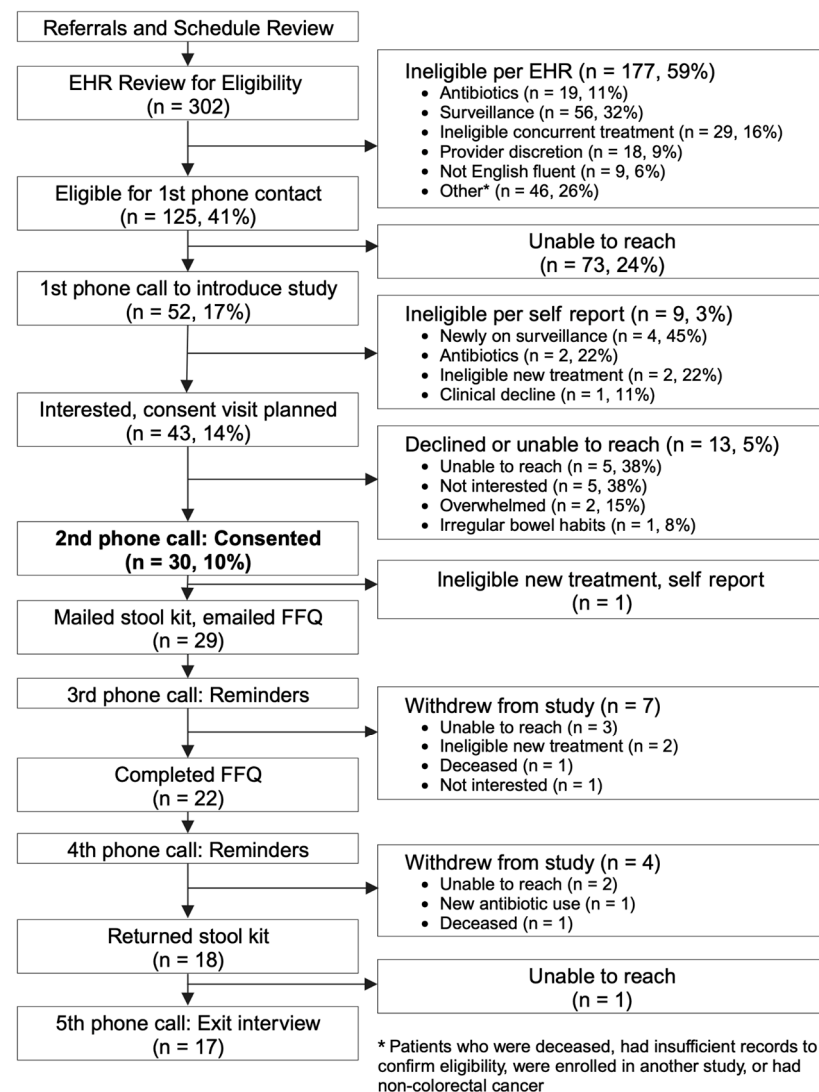 Referrals and Schedule Review
EHR Review for Eligibility
(n = 302)
Ineligible per EHR (n = 177, 59%)
• Antibiotics (n = 19, 11%)
• Surveillance (n = 56, 32%)
• Ineligible concurrent treatment (n = 29, 16%)
• Provider discretion (n = 18, 9%)
• Not English fluent (n = 9, 6%)
• Other* (n = 46, 26%)
Eligible for 1st phone contact
(n = 125, 41%)
Unable to reach
(n = 73, 24%)
1st phone call to introduce study
(n = 52, 17%)
Ineligible per self report (n = 9, 3%)
• Newly on surveillance (n = 4, 45%)
• Antibiotics (n = 2, 22%)
• Ineligible new treatment (n = 2, 22%)
• Clinical decline (n = 1, 11%)
Interested, consent visit planned
(n = 43, 14%)
Declined or unable to reach (n = 13, 5%)
• Unable to reach (n = 5, 38%)
• Not interested (n = 5, 38%)
• Overwhelmed (n = 2, 15%)
• Irregular bowel habits (n = 1, 8%)
2nd phone call: Consented
(n = 30, 10%)
Ineligible new treatment, self report
(n = 1)
Mailed stool kit, emailed FFQ
(n = 29)
3rd phone call: Reminders
Withdrew from study (n = 7)
• Unable to reach (n = 3)
• Ineligible new treatment (n = 2)
• Deceased (n = 1)
• Not interested (n = 1)
Completed FFQ
(n = 22)
4th phone call: Reminders
Withdrew from study (n = 4)
• Unable to reach (n = 2)
• New antibiotic use (n = 1)
• Deceased (n = 1)
Returned stool kit
(n = 18)
Unable to reach
(n = 1)
5th phone call: Exit interview
(n = 17)
* Patients who were deceased, had insufficient records to
confirm eligibility, were enrolled in another study, or had
non-colorectal cancer